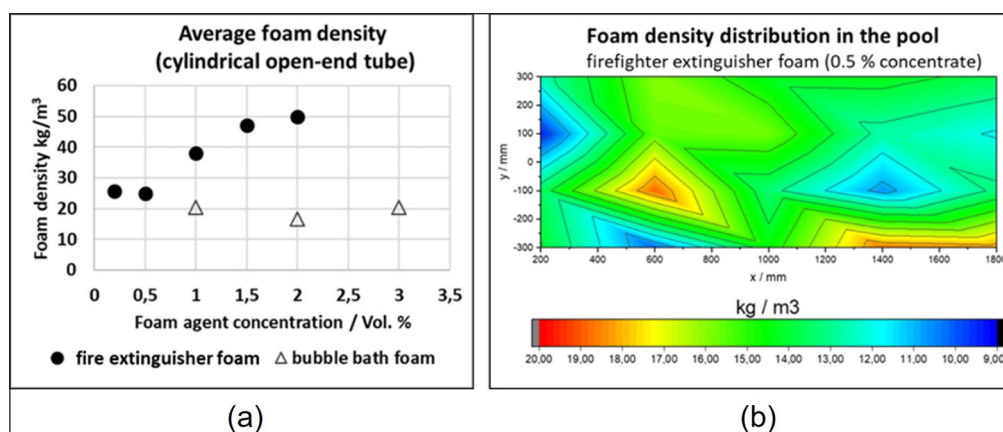 Average foam density
(cylindrical open-end tube)
Foam density kg/m³
60
50
40
30
20
10
0
0 0,5 1 1,5 2 2,5 3 3,5
Foam agent concentration / Vol. %
fire extinguisher foam bubble bath foam
(a)
Foam density distribution in the pool
firefighter extinguisher foam (0.5 % concentrate)
y / mm
300
200
100
0
-100
-200
-300
200 400 600 800 1000 1200 1400 1600 1800
x / mm
kg / m3
20,00 19,00 18,00 17,00 16,00 15,00 14,00 13,00 12,00 11,00 10,00 9,00
(b)